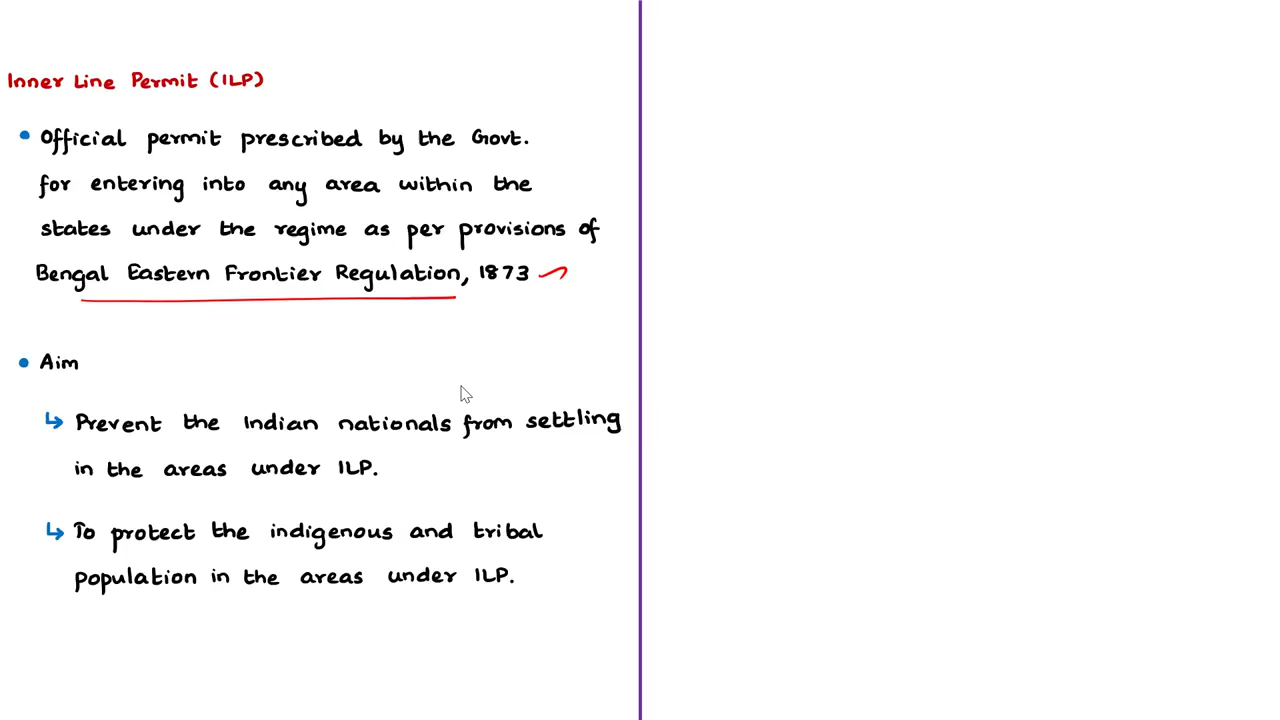 Inner Line Permit (ILP)
• Official permit prescribed by the Govt.
for entering into any area within the
states under the regime as per provisions of
Bengal Eastern Frontier Regulation, 1873
• Aim
↳ Prevent the Indian nationals from settling
in the areas under ILP.
↳ To protect the indigenous and tribal
population in the areas under ILP.